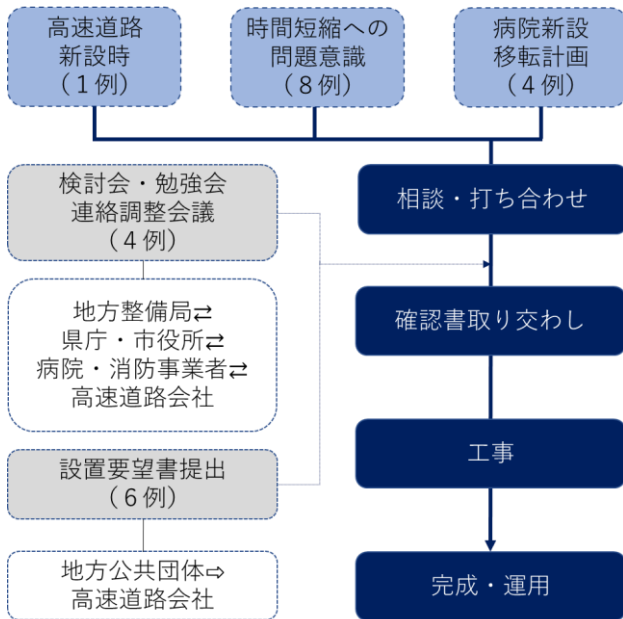 高速道路
新設時
（１例）
時間短縮への
問題意識
（８例）
病院新設
移転計画
（４例）
検討会・勉強会
連絡調整会議
（４例）
地方整備局⇄
県庁・市役所⇄
病院・消防事業者⇄
高速道路会社
設置要望書提出
（６例）
地方公共団体⇨
高速道路会社
相談・打ち合わせ
確認書取り交わし
工事
完成・運用